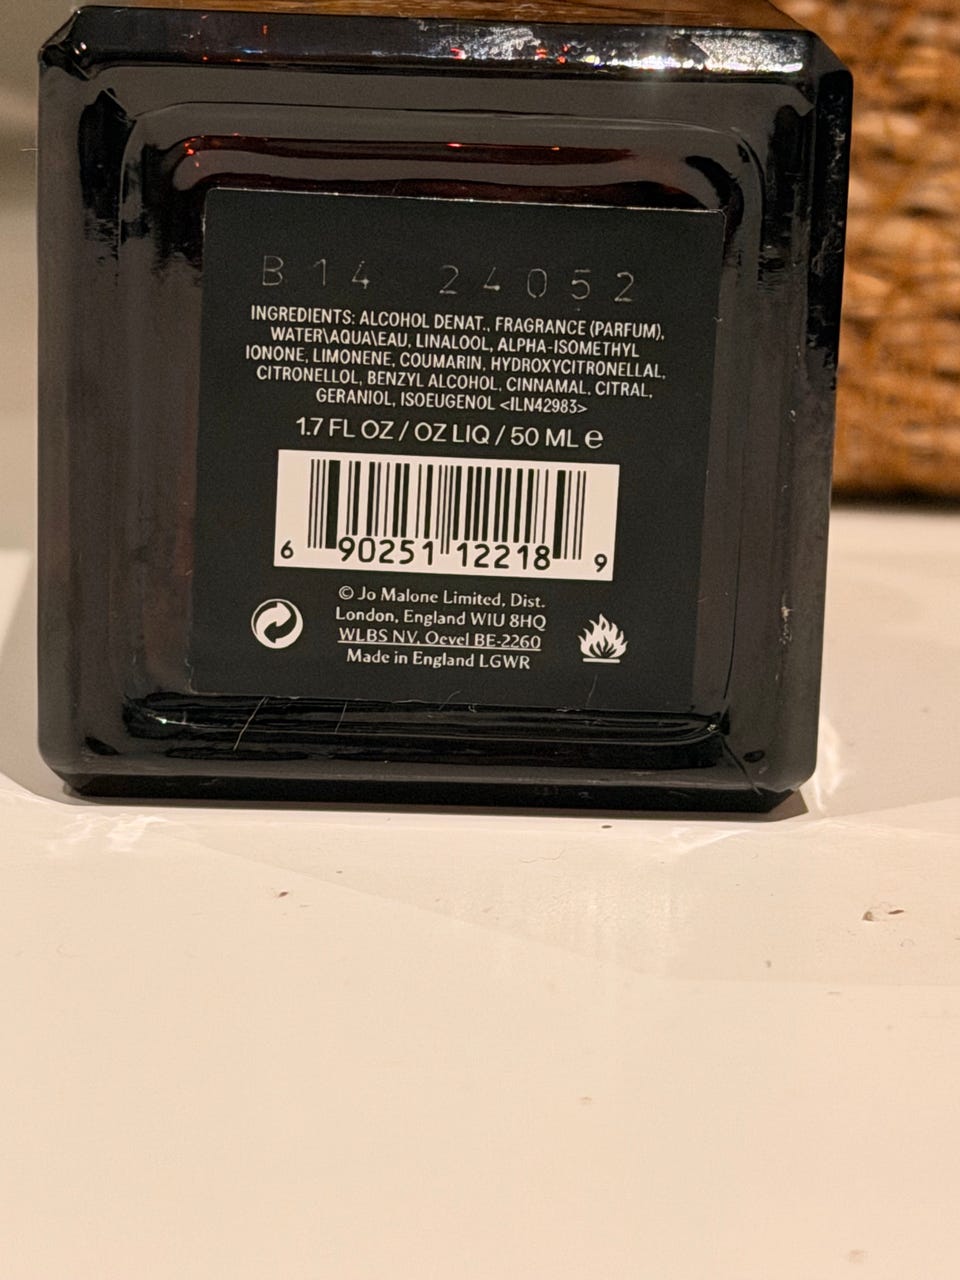 B 14 24052
INGREDIENTS: ALCOHOL DENAT., FRAGRANCE (PARFUM),
WATER\AQUA\EAU, LINALOOL, ALPHA-ISOMETHYL
IONONE, LIMONENE, COUMARIN, HYDROXYCITRONELLAL,
CITRONELLOL, BENZYL ALCOHOL, CINNAMAL, CITRAL,
GERANIOL, ISOEUGENOL <ILN42983>
1.7 FL OZ / OZ LIQ / 50 ML e
6 90251 12218 9
© Jo Malone Limited, Dist.
London, England W1U 8HQ
WLBS NV, Oevel BE-2260
Made in England LGWR